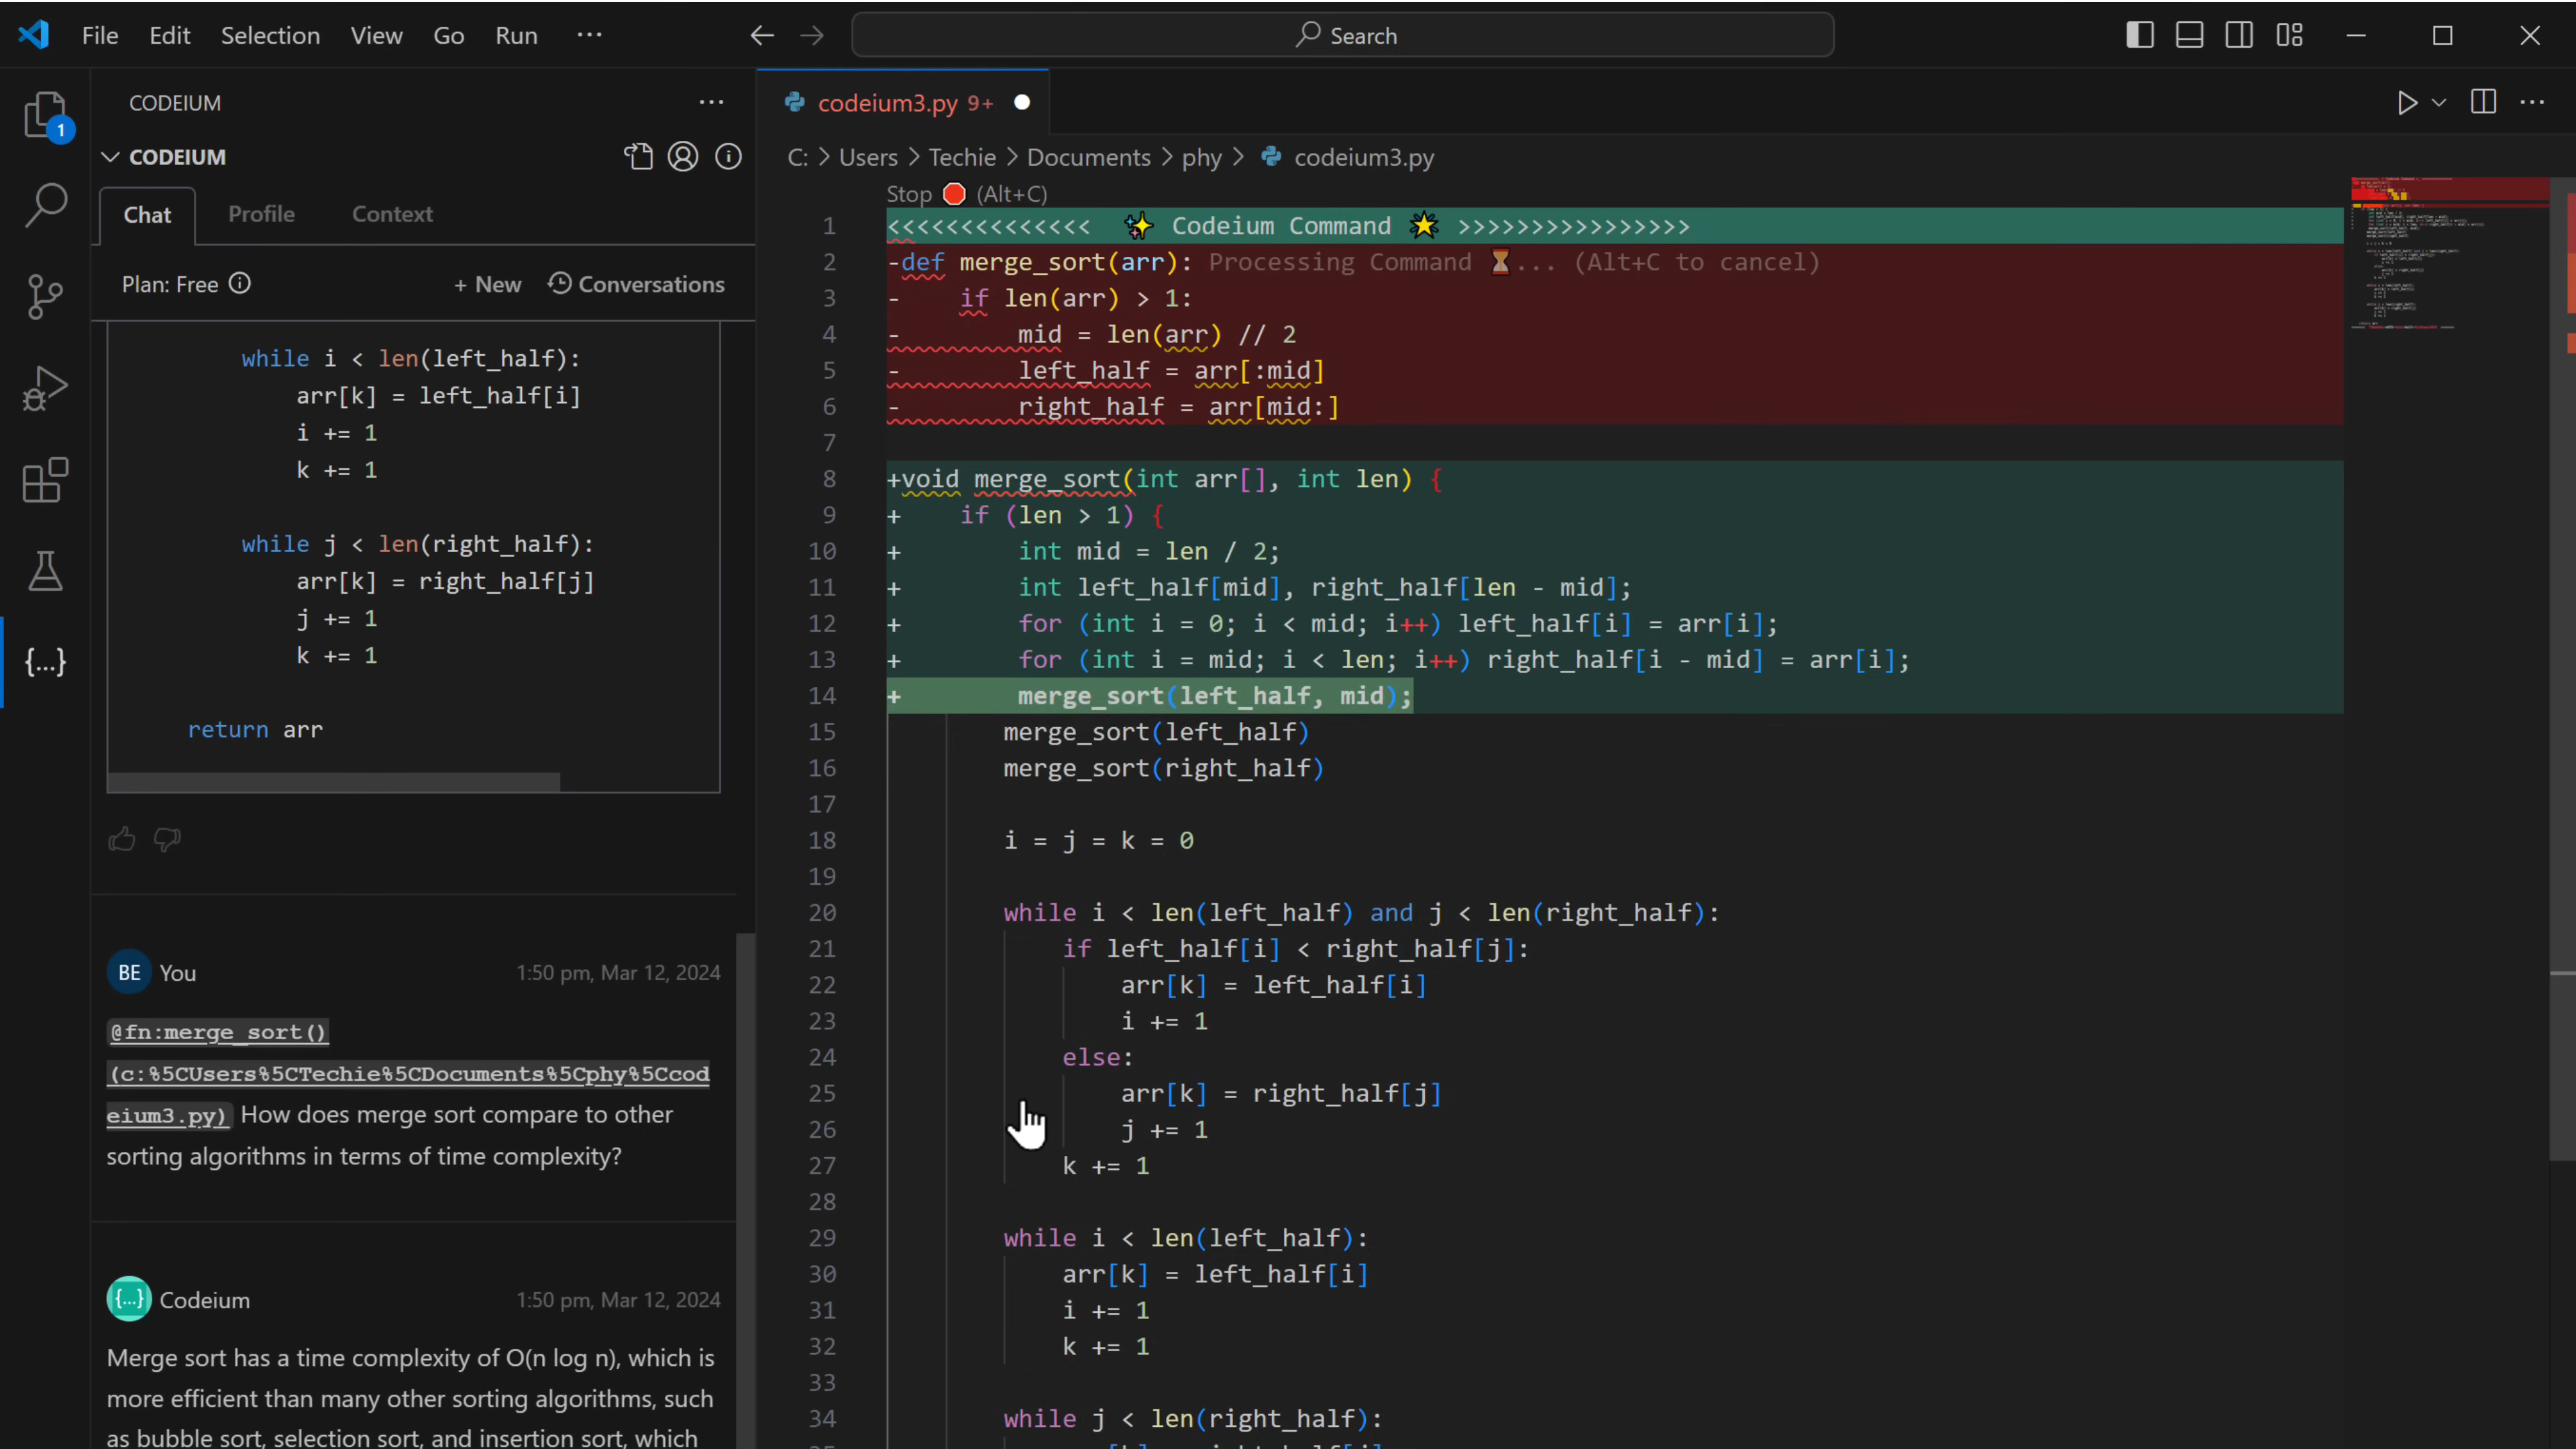 File Edit Selection View Go Run ...
Search
CODEIUM
CODEIUM
Chat Profile Context
Plan: Free + New Conversations
while i < len(left_half):
arr[k] = left_half[i]
i += 1
k += 1
while j < len(right_half):
arr[k] = right_half[j]
j += 1
k += 1
return arr
BE You 1:50 pm, Mar 12, 2024
@fn:merge_sort()
(c:%5CUsers%5CTechie%5CDocuments%5Cphy%5Ccod
eium3.py) How does merge sort compare to other
sorting algorithms in terms of time complexity?
{...} Codeium 1:50 pm, Mar 12, 2024
Merge sort has a time complexity of O(n log n), which is
more efficient than many other sorting algorithms, such
as bubble sort, selection sort, and insertion sort, which
codeium3.py 9+
C: > Users > Techie > Documents > phy > codeium3.py
Stop 🛑 (Alt+C)
1 <<<<<<<<<<<<<< ✨ Codeium Command 🌟 >>>>>>>>>>>>>>>>
2 -def merge_sort(arr): Processing Command ⏳... (Alt+C to cancel)
3 -    if len(arr) > 1:
4 -        mid = len(arr) // 2
5 -        left_half = arr[:mid]
6 -        right_half = arr[mid:]
7
8 +void merge_sort(int arr[], int len) {
9 +    if (len > 1) {
10 +        int mid = len / 2;
11 +        int left_half[mid], right_half[len - mid];
12 +        for (int i = 0; i < mid; i++) left_half[i] = arr[i];
13 +        for (int i = mid; i < len; i++) right_half[i - mid] = arr[i];
14 +        merge_sort(left_half, mid);
15         merge_sort(left_half)
16         merge_sort(right_half)
17
18         i = j = k = 0
19
20         while i < len(left_half) and j < len(right_half):
21             if left_half[i] < right_half[j]:
22                 arr[k] = left_half[i]
23                 i += 1
24             else:
25                 arr[k] = right_half[j]
26                 j += 1
27             k += 1
28
29         while i < len(left_half):
30             arr[k] = left_half[i]
31             i += 1
32             k += 1
33
34         while j < len(right_half):